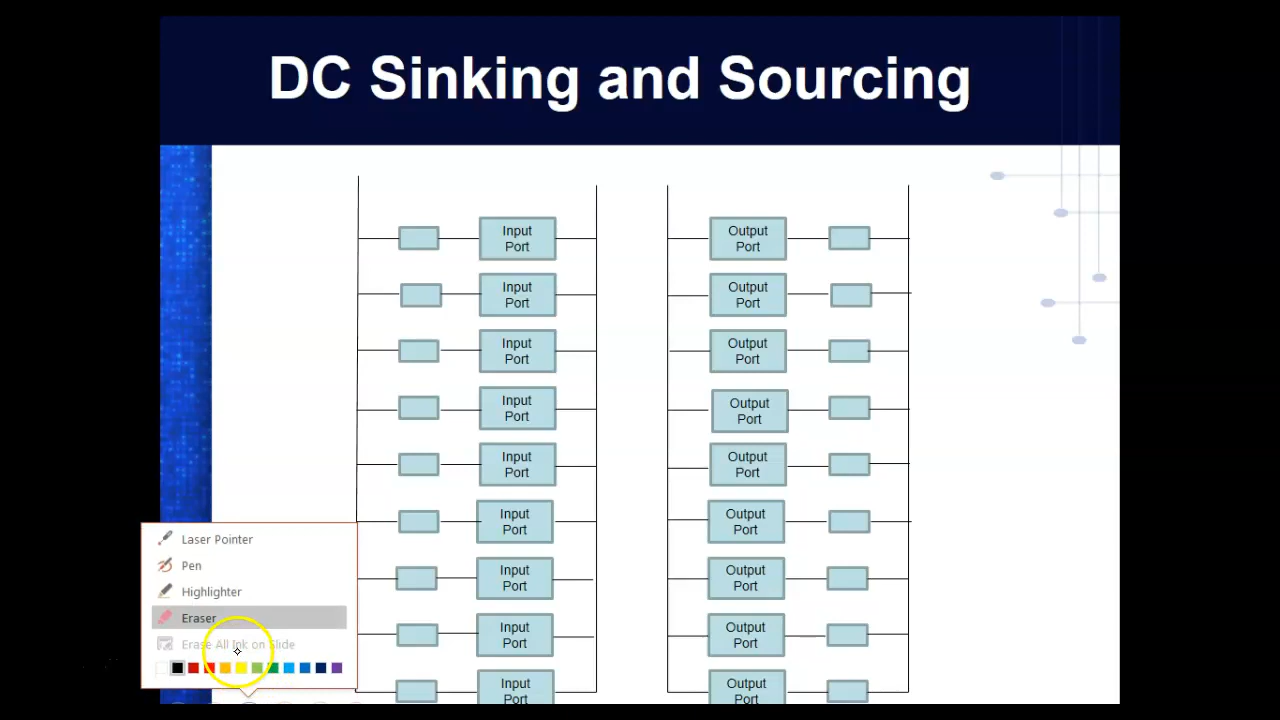 DC Sinking and Sourcing
Input
Port
Output
Port
Input
Port
Output
Port
Input
Port
Output
Port
Input
Port
Output
Port
Input
Port
Output
Port
Input
Port
Output
Port
Input
Port
Output
Port
Input
Port
Output
Port
Input
Port
Output
Port
Laser Pointer
Pen
Highlighter
Eraser
Erase All Ink on Slide